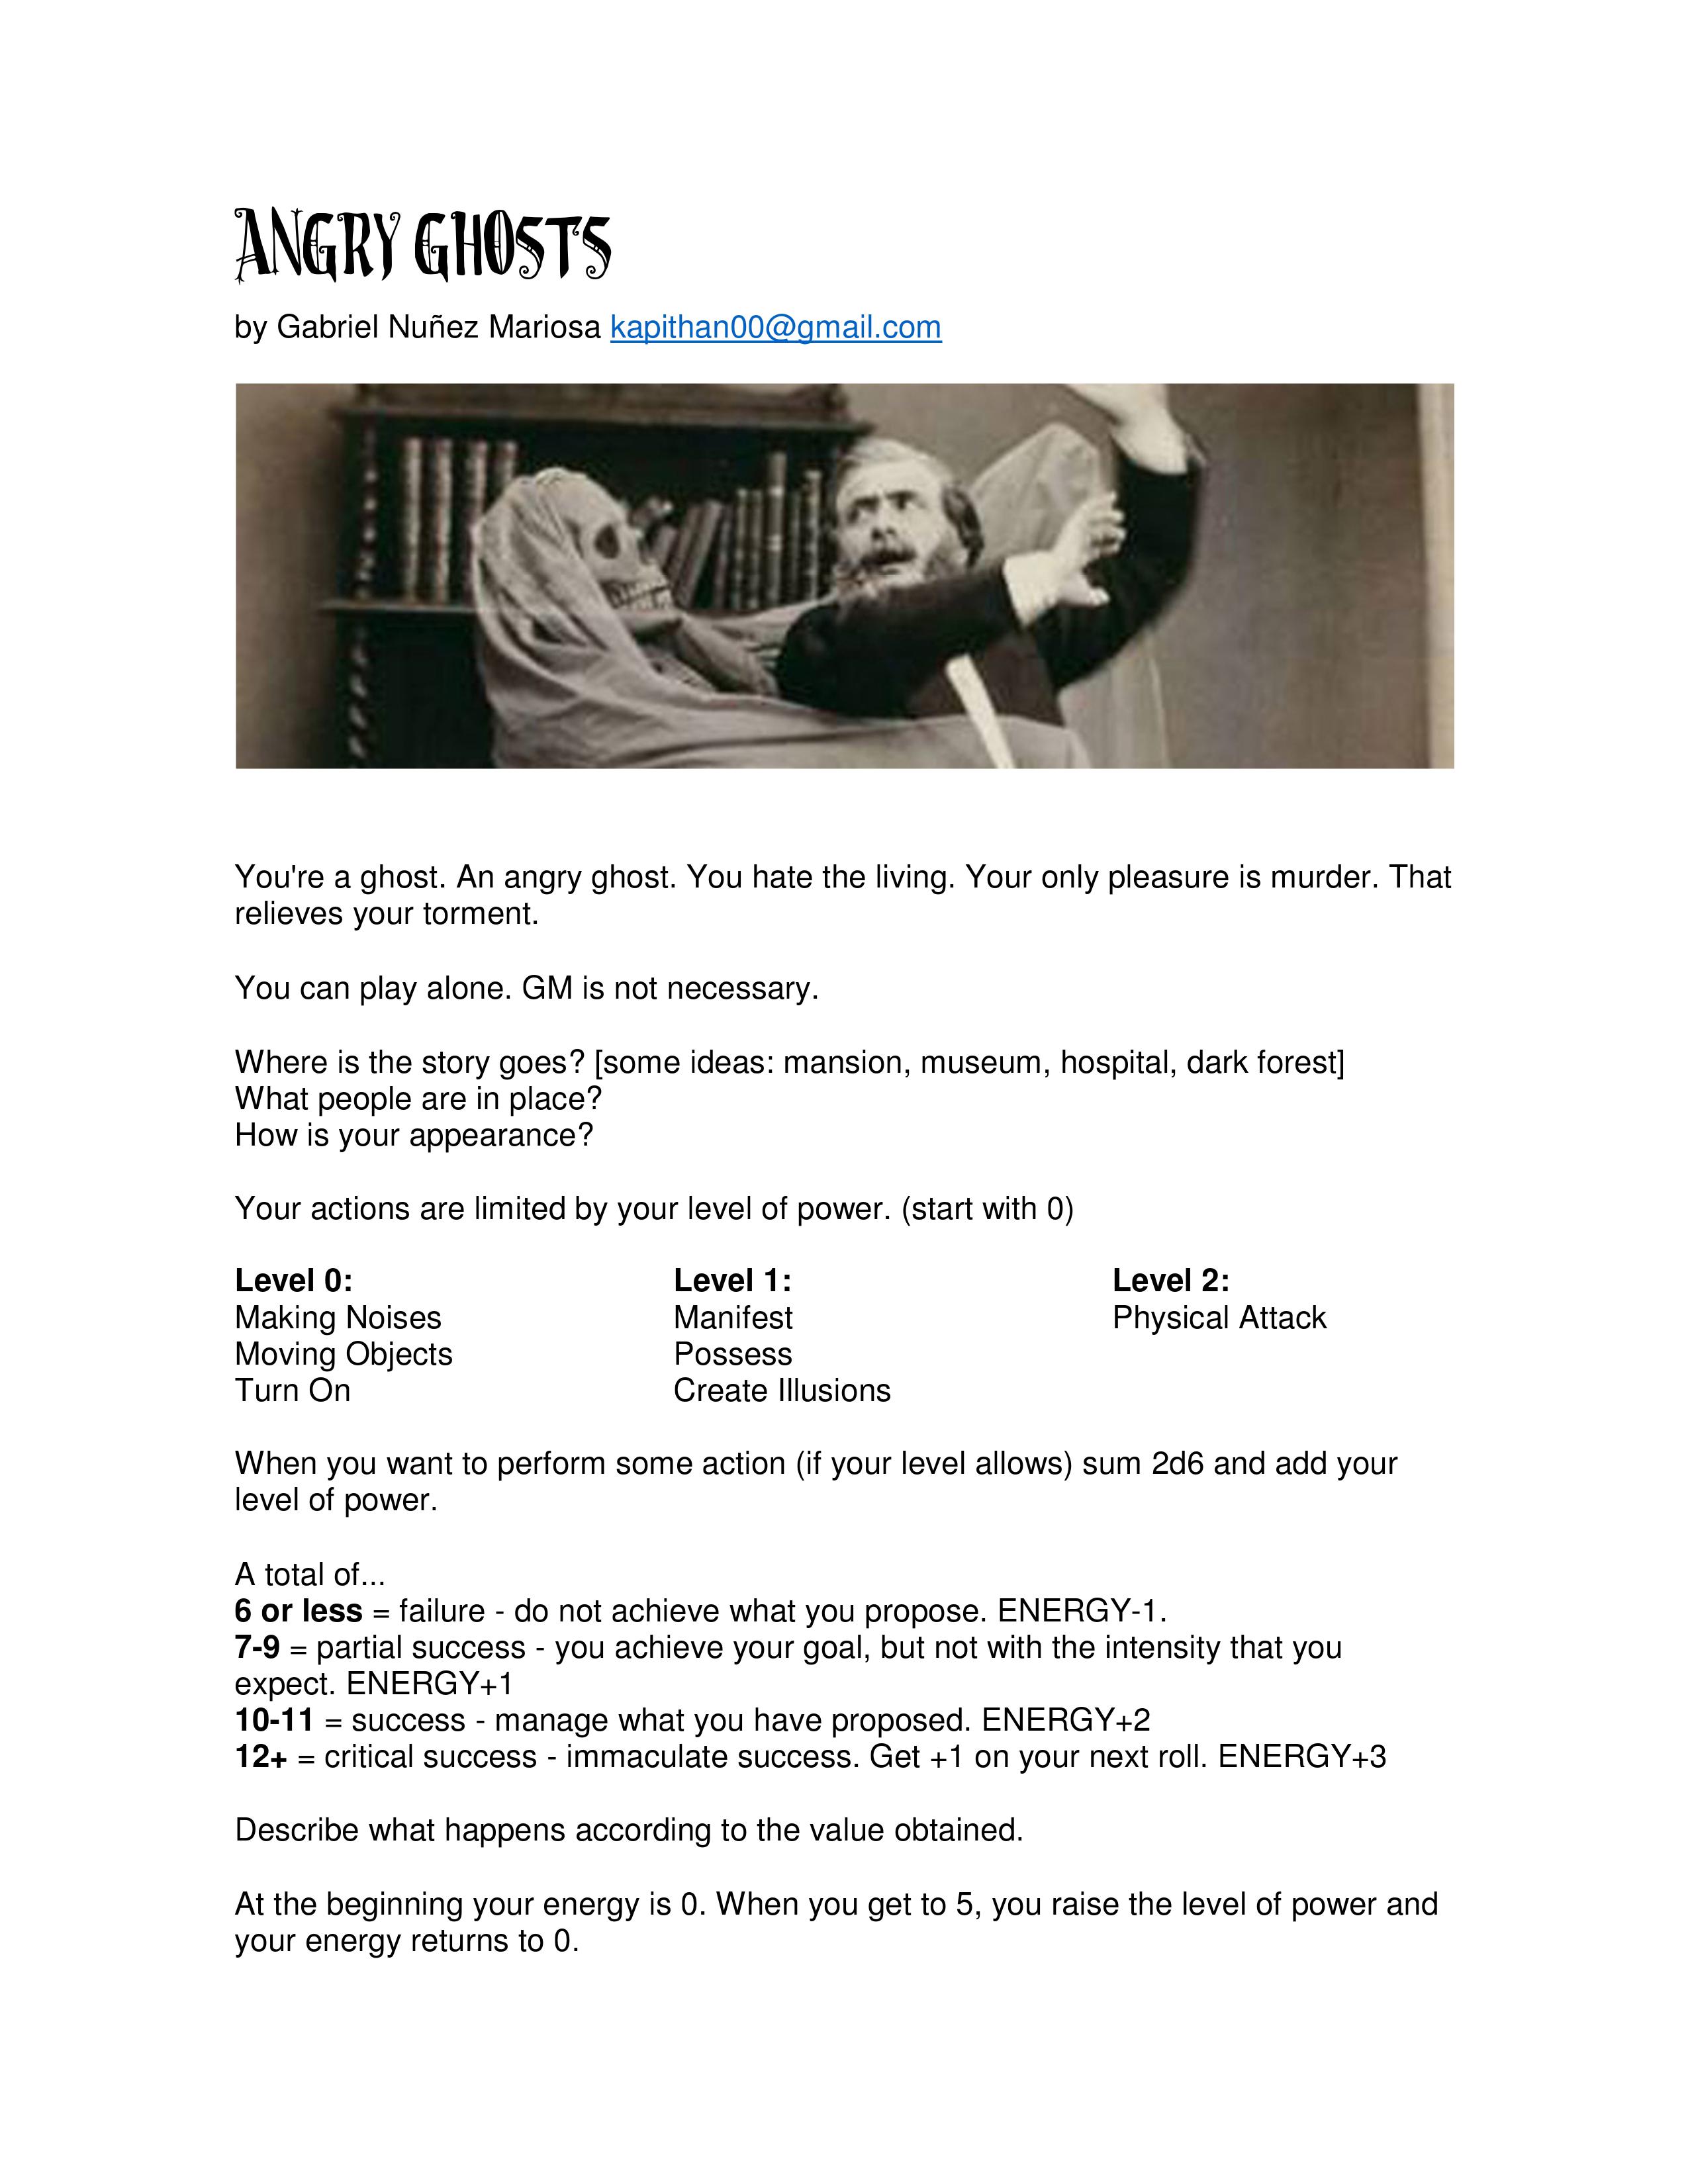 ANGRY GHOSTS
by Gabriel Nuñez Mariosa kapithan00@gmail.com
You're a ghost. An angry ghost. You hate the living. Your only pleasure is murder. That
relieves your torment.
You can play alone. GM is not necessary.
Where is the story goes? [some ideas: mansion, museum, hospital, dark forest]
What people are in place?
How is your appearance?
Your actions are limited by your level of power. (start with 0)
Level 0:
Making Noises
Moving Objects
Turn On
Level 1:
Manifest
Possess
Create Illusions
Level 2:
Physical Attack
When you want to perform some action (if your level allows) sum 2d6 and add your
level of power.
A total of...
6 or less = failure - do not achieve what you propose. ENERGY-1.
7-9 = partial success - you achieve your goal, but not with the intensity that you
expect. ENERGY+1
10-11 = success - manage what you have proposed. ENERGY+2
12+ = critical success - immaculate success. Get +1 on your next roll. ENERGY+3
Describe what happens according to the value obtained.
At the beginning your energy is 0. When you get to 5, you raise the level of power and
your energy returns to 0.